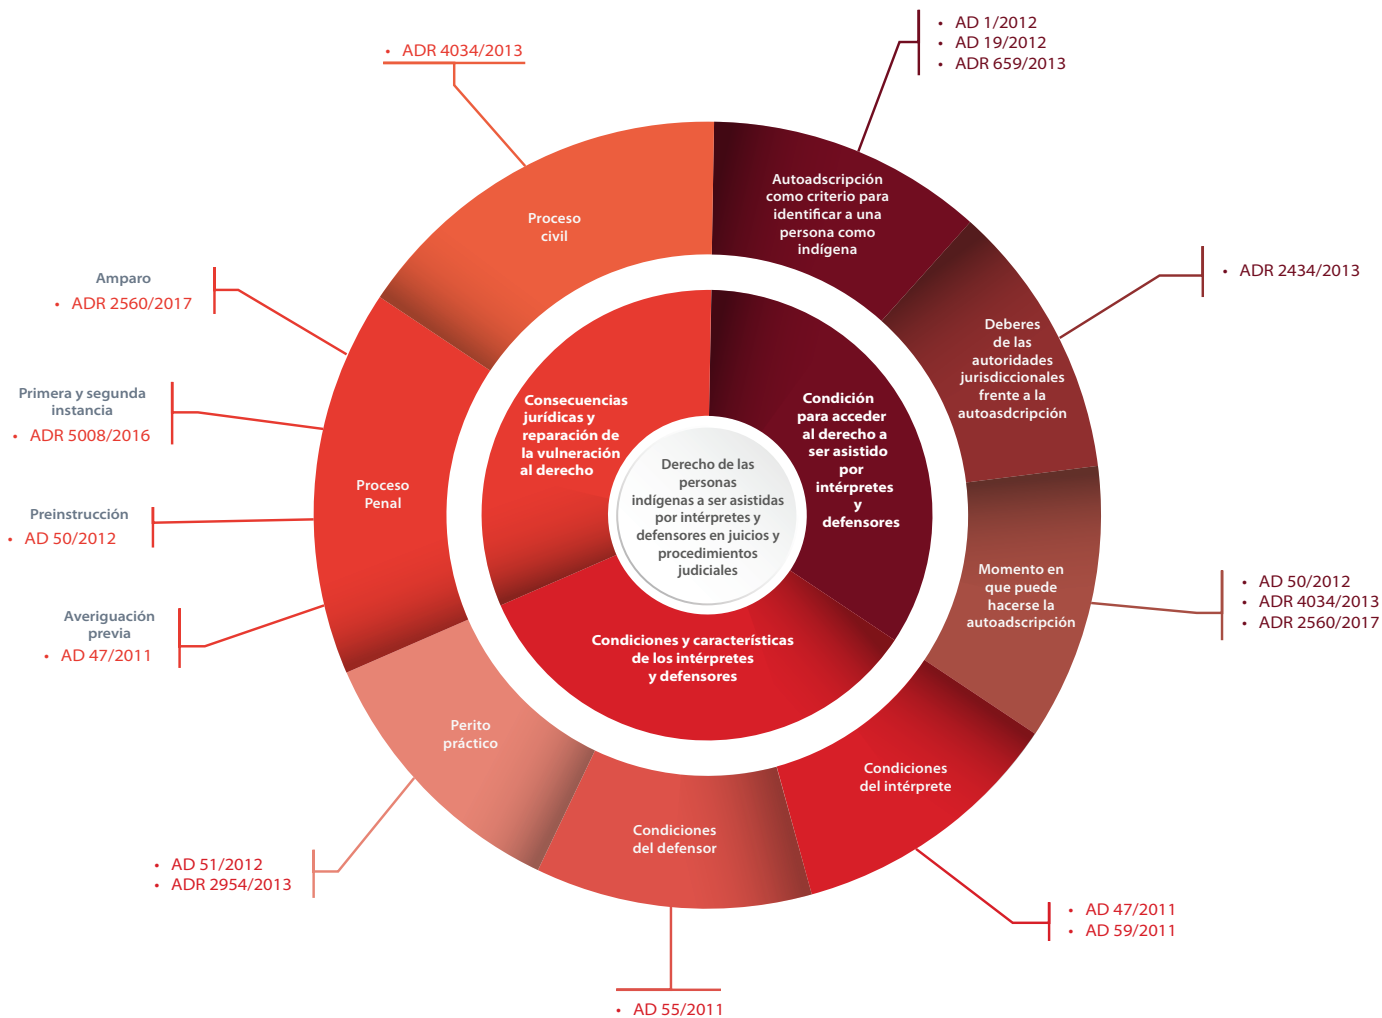 • ADR 4034/2013
• AD 1/2012
• AD 19/2012
• ADR 659/2013
Proceso
civil
Autoadscripción
como criterio para
identificar a una
persona como
indígena
• ADR 2434/2013
Deberes
de las
autoridades
jurisdiccionales
frente a la
autoasdcripción
Momento en
que puede
hacerse la
autoadscripción
• AD 50/2012
• ADR 4034/2013
• ADR 2560/2017
Condiciones
del intérprete
• AD 47/2011
• AD 59/2011
Condiciones
del defensor
• AD 55/2011
Perito
práctico
• AD 51/2012
• ADR 2954/2013
Proceso
Penal
Amparo
• ADR 2560/2017
Primera y segunda
instancia
• ADR 5008/2016
Preinstrucción
• AD 50/2012
Averiguación
previa
• AD 47/2011
Consecuencias
jurídicas y
reparación de
la vulneración
al derecho
Condición
para acceder
al derecho a
ser asistido
por
intérpretes
y
defensores
Condiciones y características
de los intérpretes
y defensores
Derecho de las
personas
indígenas a ser asistidas
por intérpretes y
defensores en juicios y
procedimientos
judiciales